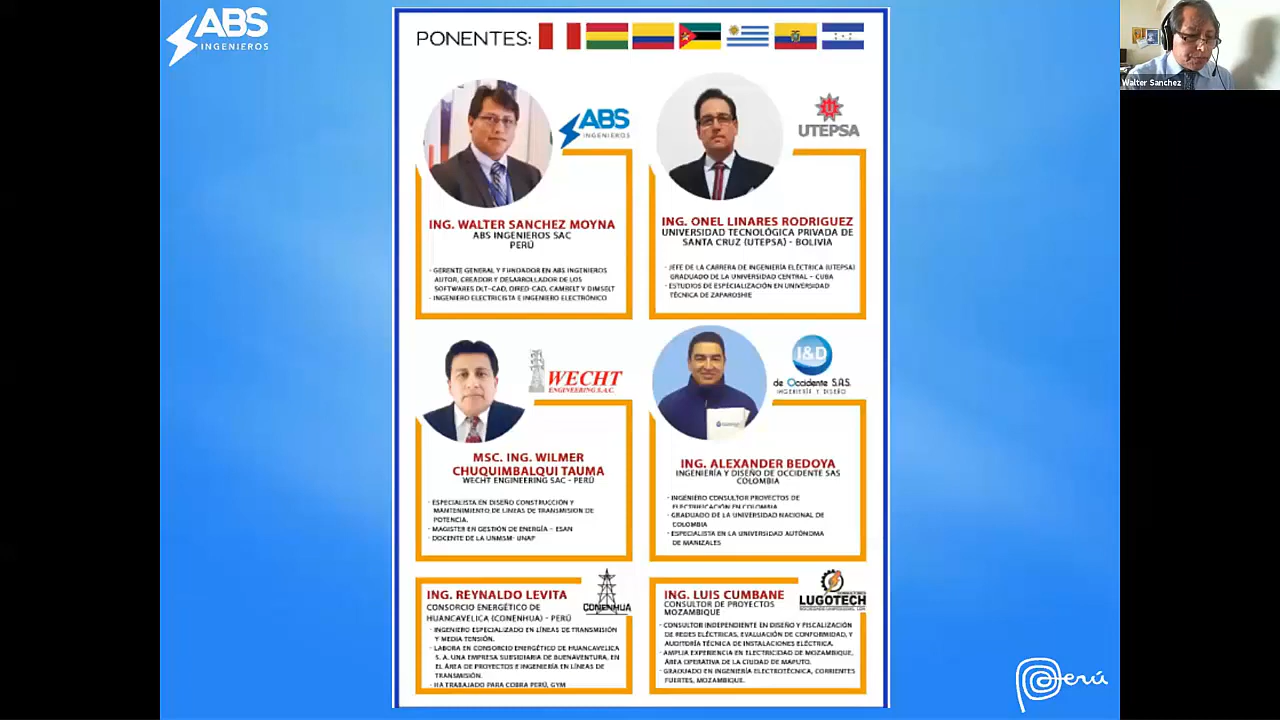 ABS
INGENIEROS
PONENTES:
Walter Sanchez
ABS
INGENIEROS
UTEPSA
ING. WALTER SANCHEZ MOYNA
ABS INGENIEROS SAC
PERÚ
- GERENTE GENERAL Y FUNDADOR EN ABS INGENIEROS
AUTOR, CREADOR Y DESARROLLADOR DE LOS
SOFTWARES DLT-CAD, DIRED-CAD, CAMBELT Y DIMSELT
- INGENIERO ELECTRICISTA E INGENIERO ELECTRÓNICO
ING. ONEL LINARES RODRIGUEZ
UNIVERSIDAD TECNOLÓGICA PRIVADA DE
SANTA CRUZ (UTEPSA) - BOLIVIA
- JEFE DE LA CARRERA DE INGENIERÍA ELÉCTRICA (UTEPSA)
GRADUADO DE LA UNIVERSIDAD CENTRAL - CUBA
- ESTUDIOS DE ESPECIALIZACIÓN EN UNIVERSIDAD
TÉCNICA DE ZAPAROSHIE
WECHT
ENGINEERING S.A.C.
MSC. ING. WILMER
CHUQUIMBALQUI TAUMA
WECHT ENGINEERING SAC - PERÚ
- ESPECIALISTA EN DISEÑO CONSTRUCCIÓN Y
MANTENIMIENTO DE LINEAS DE TRANSMISION DE
POTENCIA.
- MAGISTER EN GESTIÓN DE ENERGÍA - ESAN
- DOCENTE DE LA UNMSM- UNAP
J&D
de Occidente S.A.S.
INGENIERÍA Y DISEÑO
ING. ALEXANDER BEDOYA
INGENIERÍA Y DISEÑO DE OCCIDENTE SAS
COLOMBIA
- INGENIERO CONSULTOR PROYECTOS DE
ELECTRIFICACIÓN EN COLOMBIA
- GRADUADO DE LA UNIVERSIDAD NACIONAL DE
COLOMBIA
- ESPECIALISTA EN LA UNIVERSIDAD AUTÓNOMA
DE MANIZALES
ING. REYNALDO LEVITA
CONENHUA
CONSORCIO ENERGÉTICO DE
HUANCAVELICA (CONENHUA) - PERÚ
- INGENIERO ESPECIALIZADO EN LÍNEAS DE TRANSMISIÓN
Y MEDIA TENSIÓN.
- LABORA EN CONSORCIO ENERGÉTICO DE HUANCAVELICA
S. A. UNA EMPRESA SUBSIDIARIA DE BUENAVENTURA, EN
EL ÁREA DE PROYECTOS E INGENIERÍA EN LÍNEAS DE
TRANSMISIÓN.
- HA TRABAJADO PARA COBRA PERÚ, GYM
ING. LUIS CUMBANE
LUGOTECH
CONSULTOR DE PROYECTOS
MOZAMBIQUE
- CONSULTOR INDEPENDIENTE EN DISEÑO Y FISCALIZACIÓN
DE REDES ELÉCTRICAS, EVALUACIÓN DE CONFORMIDAD, Y
AUDITORÍA TÉCNICA DE INSTALACIONES ELÉCTRICA.
- AMPLIA EXPERIENCIA EN ELECTRICIDAD DE MOZAMBIQUE,
ÁREA OPERATIVA DE LA CIUDAD DE MAPUTO.
- GRADUADO EN INGENIERÍA ELECTROTÉCNICA, CORRIENTES
FUERTES, MOZAMBIQUE.
Perú